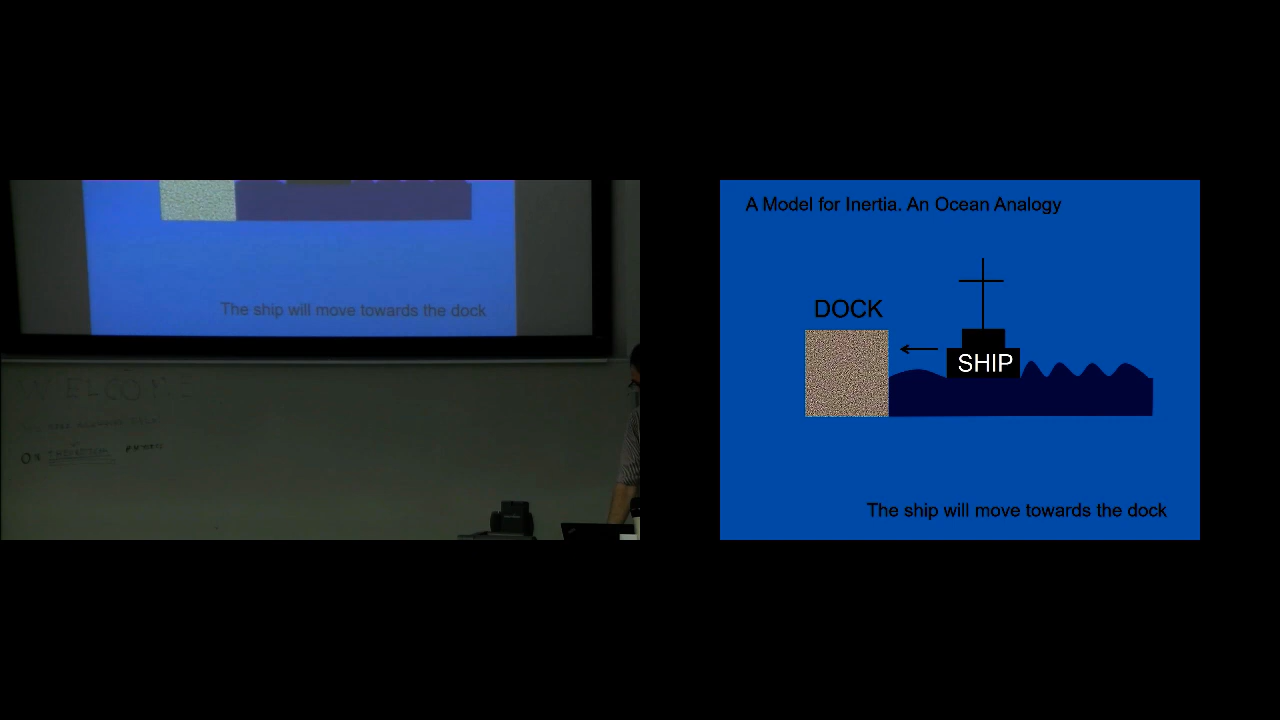 The ship will move towards the dock
WELCOME
A Model for Inertia. An Ocean Analogy
DOCK
SHIP
The ship will move towards the dock